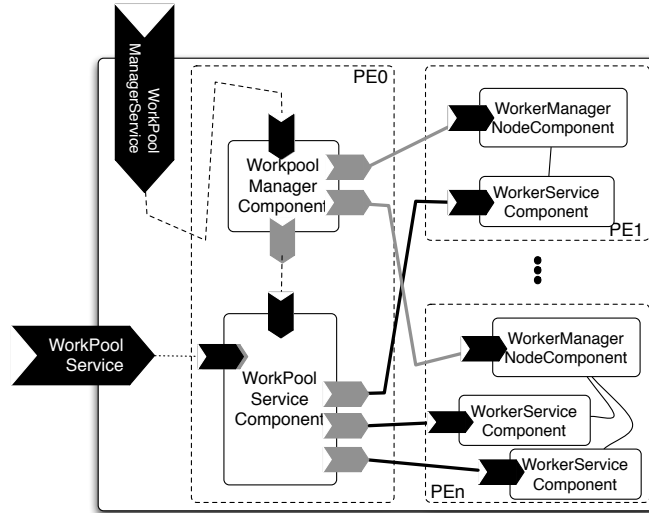 WorkPool
ManagerService
PE0
Workpool
Manager
Component
WorkerManager
NodeComponent
WorkerService
Component
PE1
WorkPool
Service
WorkPool
Service
Component
WorkerManager
NodeComponent
WorkerService
Component
WorkerService
Component
PEn